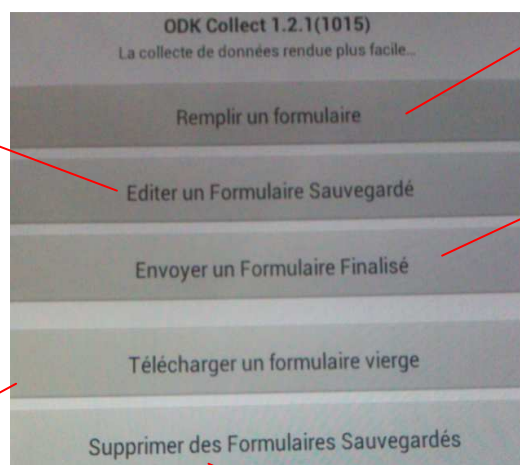 ODK Collect 1.2.1(1015)
La collecte de données rendue plus facile...
Remplir un formulaire
Editer un Formulaire Sauvegardé
Envoyer un Formulaire Finalisé
Télécharger un formulaire vierge
Supprimer des Formulaires Sauvegardés